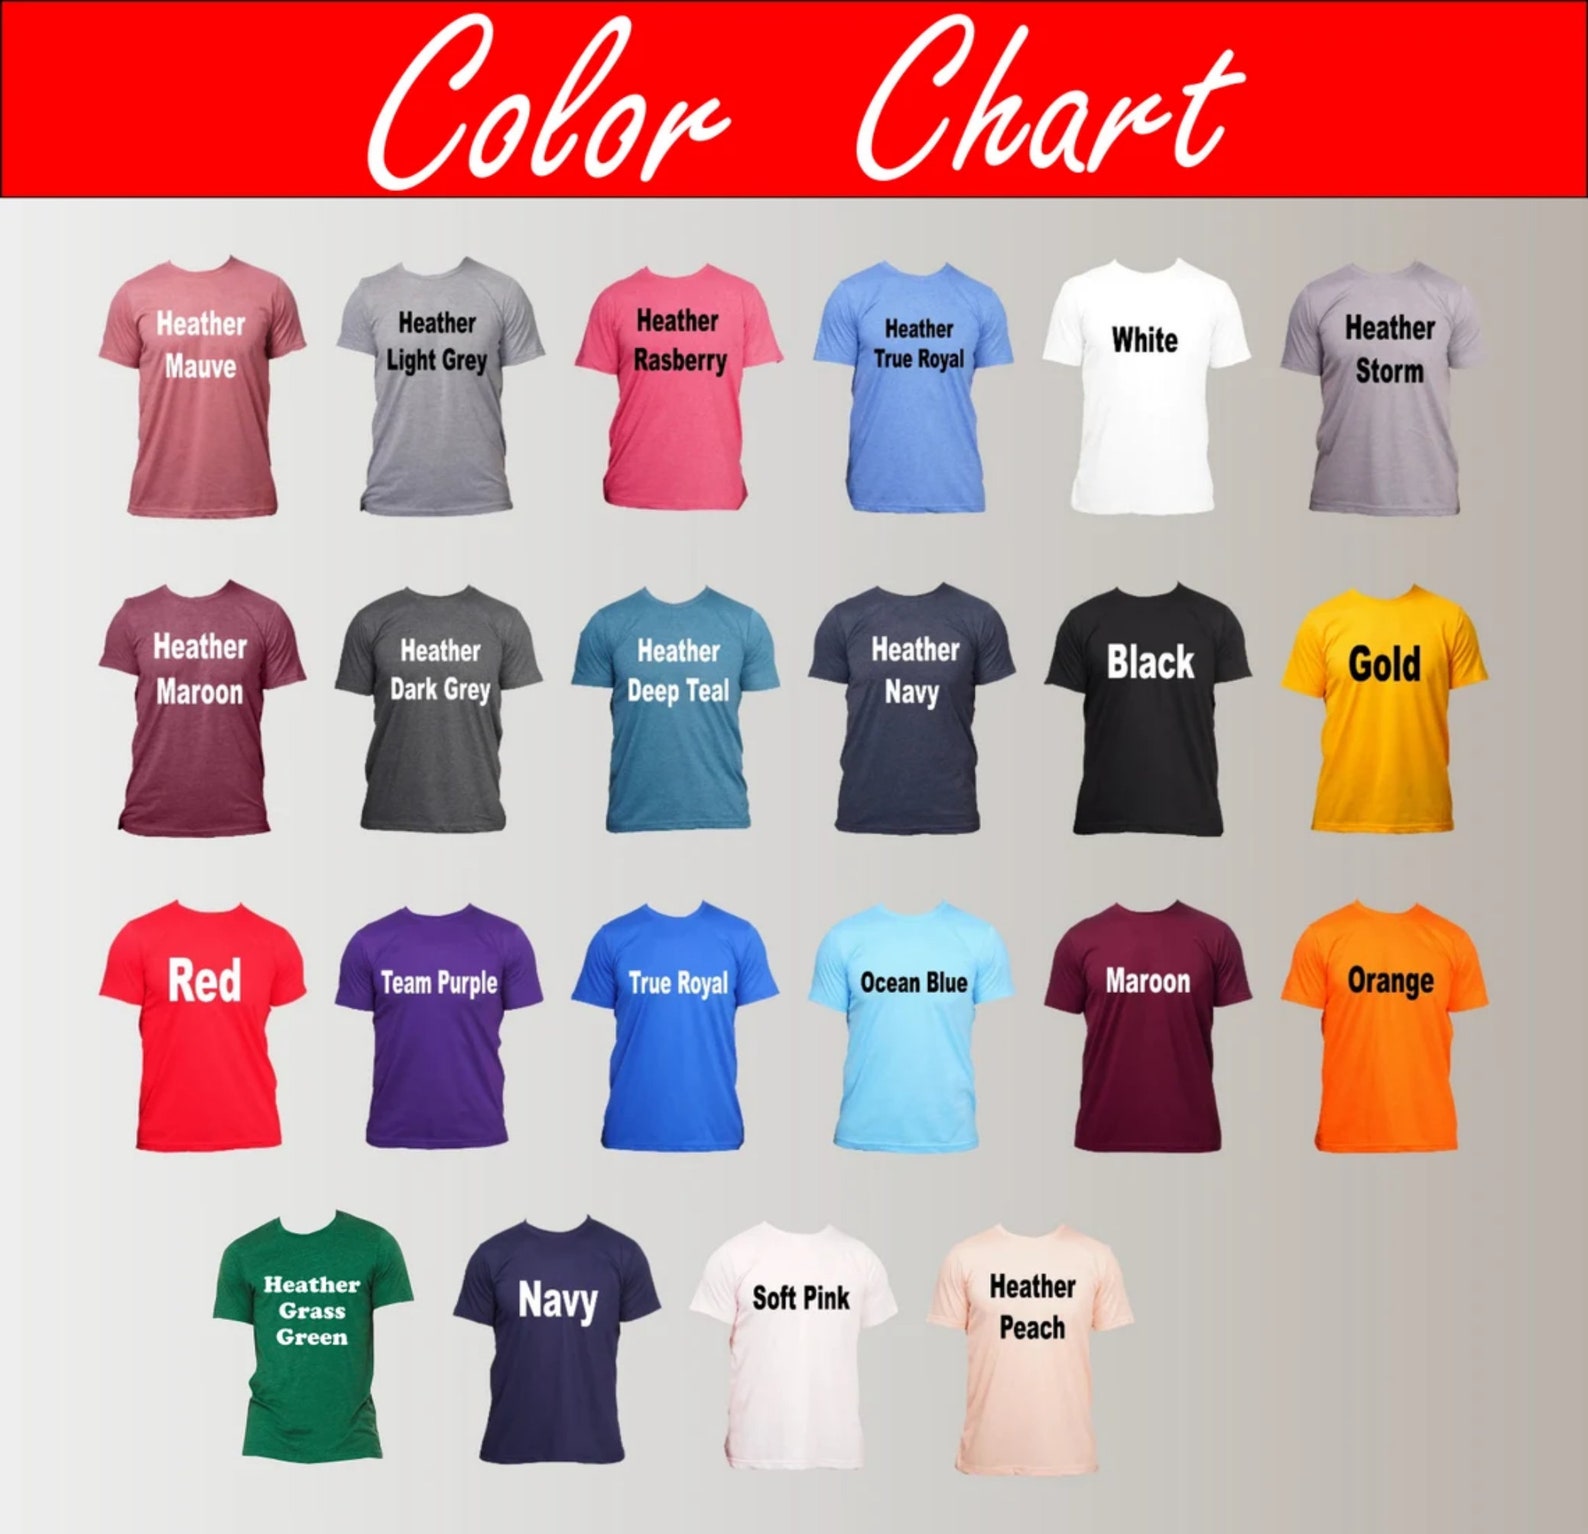 Color Chart
Heather
Mauve
Heather
Light Grey
Heather
Rasberry
Heather
True Royal
White
Heather
Storm
Heather
Maroon
Heather
Dark Grey
Heather
Deep Teal
Heather
Navy
Black
Gold
Red
Team Purple
True Royal
Ocean Blue
Maroon
Orange
Heather
Grass
Green
Navy
Soft Pink
Heather
Peach